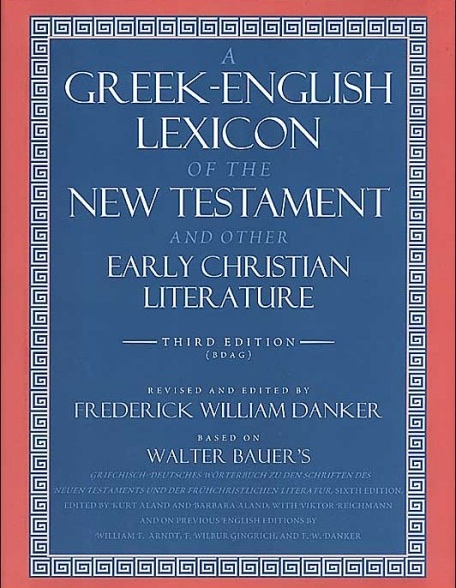 A
GREEK-ENGLISH
LEXICON
OF THE
NEW TESTAMENT
AND OTHER
EARLY CHRISTIAN
LITERATURE
THIRD EDITION
(BDAG)
REVISED AND EDITED BY
FREDERICK WILLIAM DANKER
BASED ON
WALTER BAUER'S
GRIECHISCH-DEUTSCHES WÖRTERBUCH ZU DEN SCHRIFTEN DES
NEUEN TESTAMENTS UND DER FRÜHCHRISTLICHEN LITERATUR, SIXTH EDITION,
EDITED BY KURT ALAND AND BARBARA ALAND, WITH VIKTOR REICHMANN
AND ON PREVIOUS ENGLISH EDITIONS BY
WILLIAM F. ARNDT, F. WILBUR GINGRICH, AND F. W. DANKER